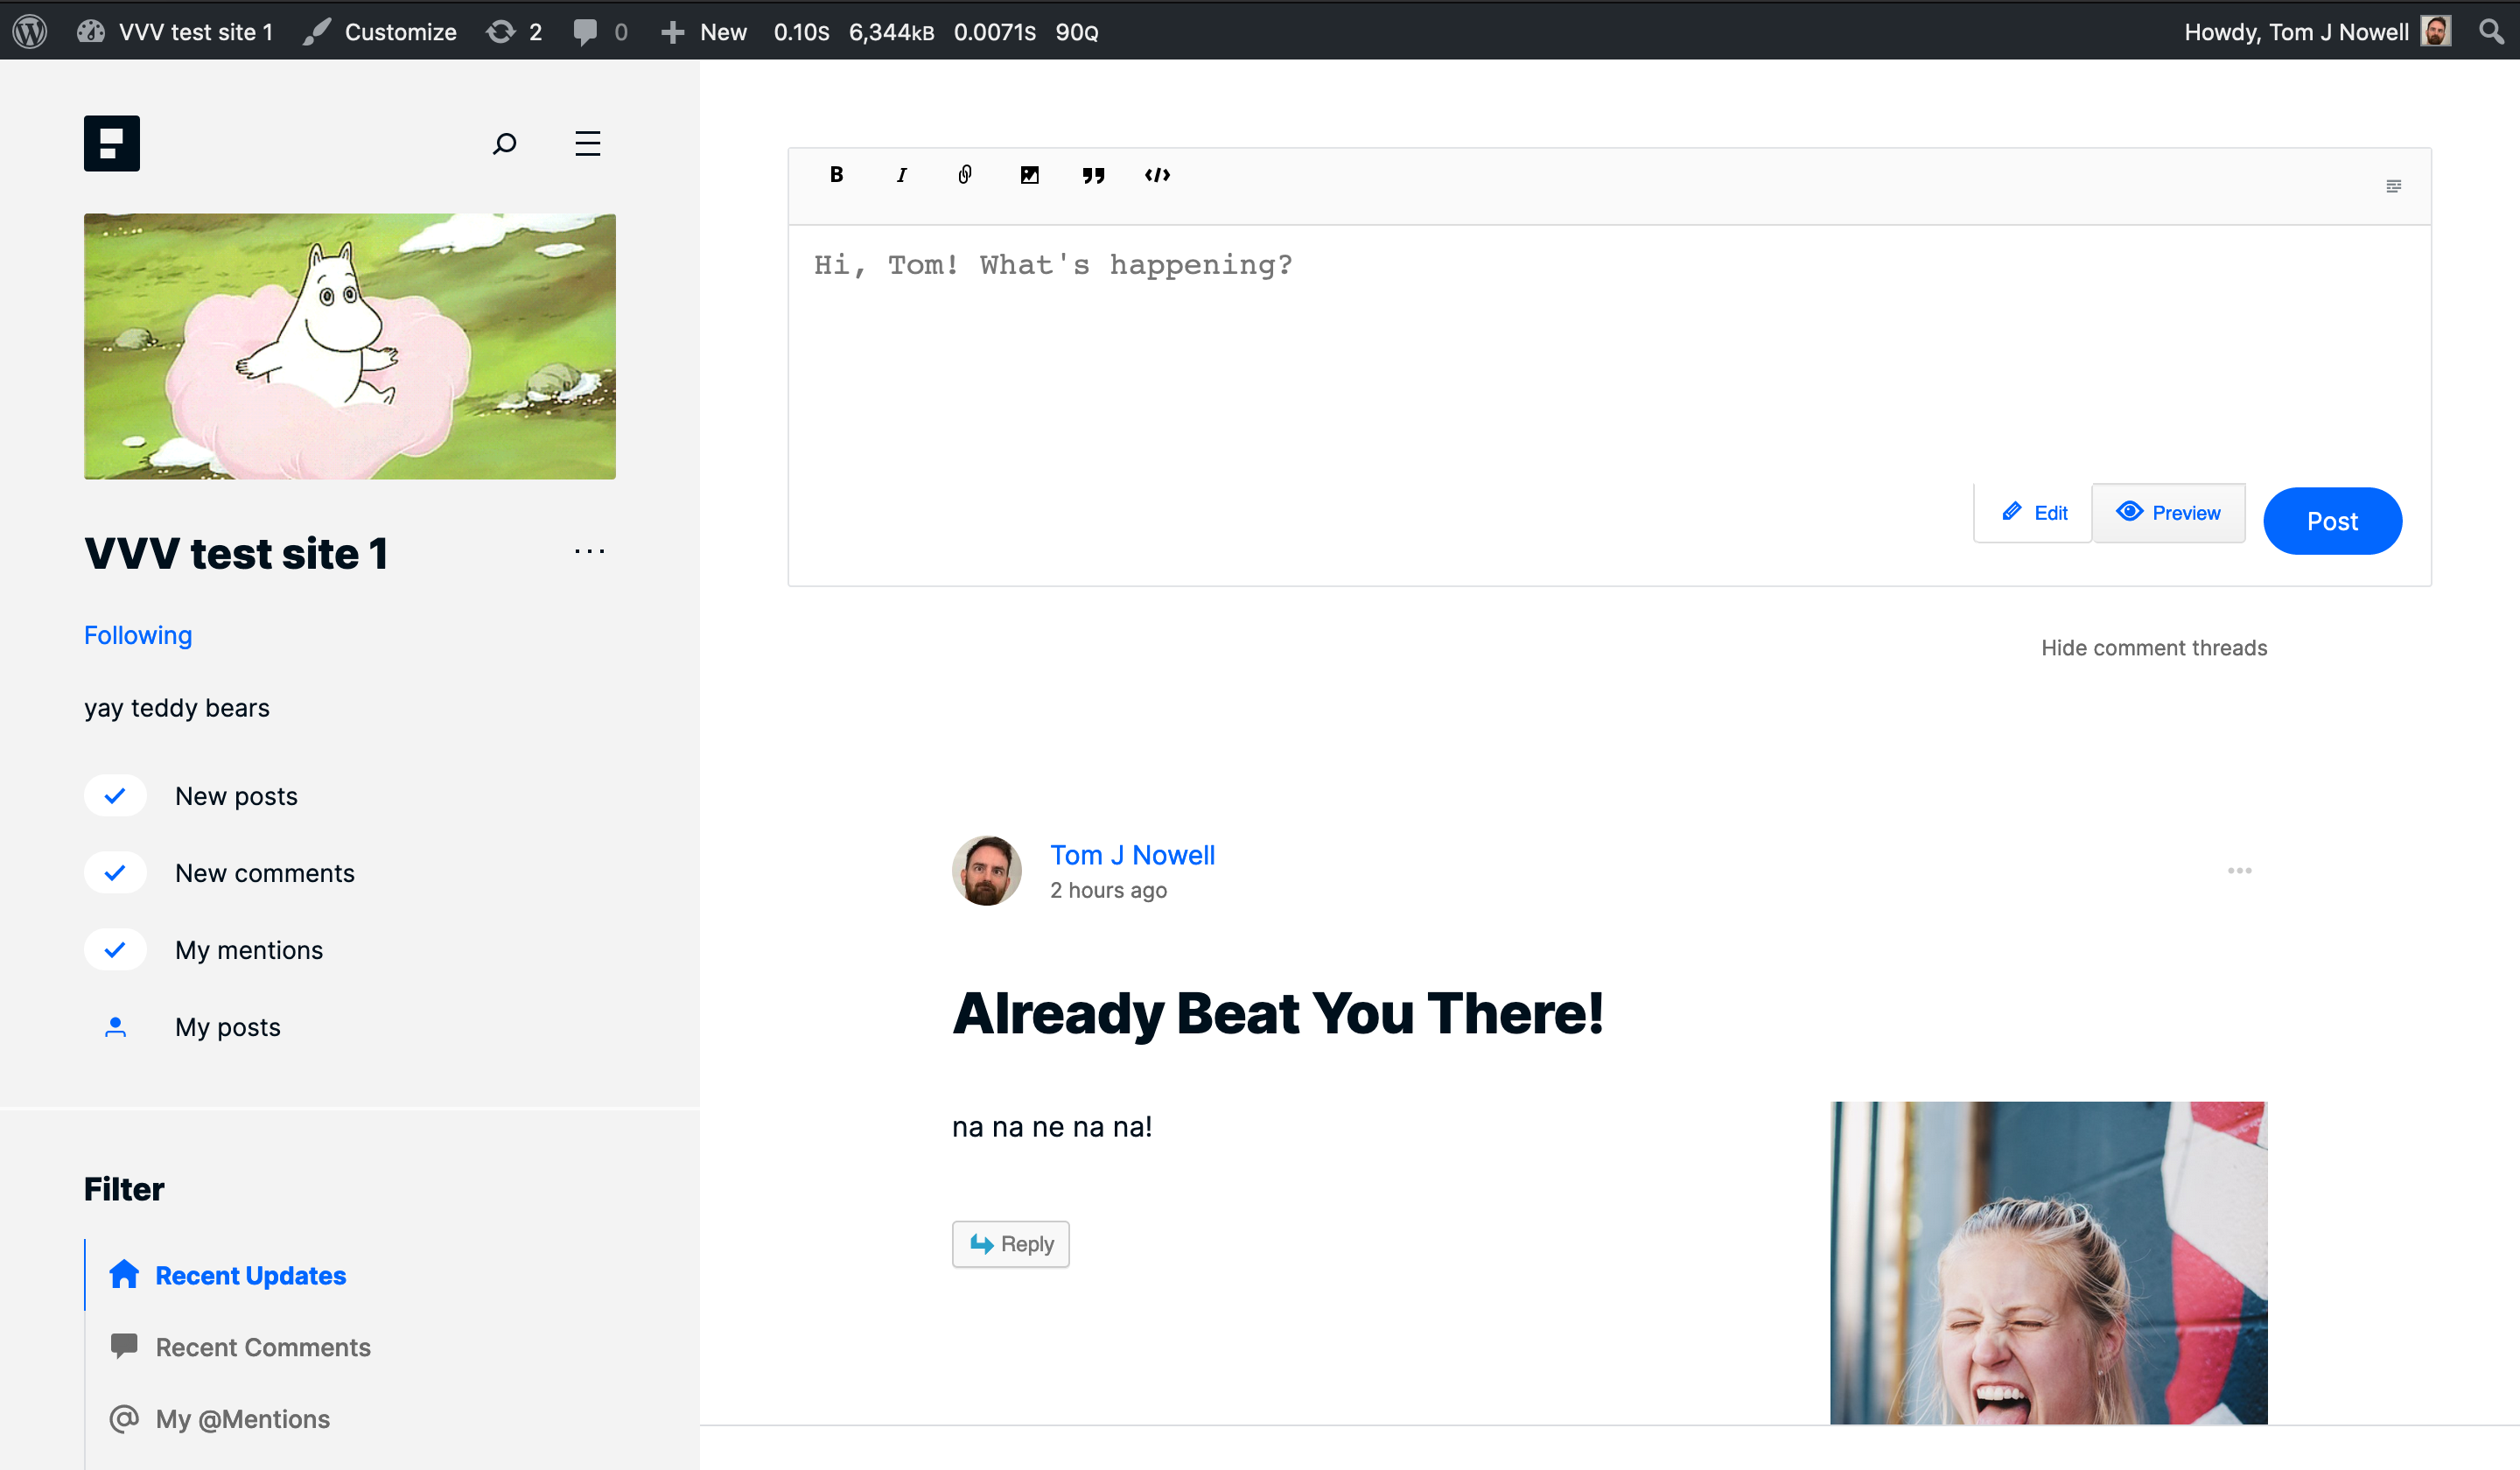 VVV test site 1 Customize 2 0 New 0.10S 6,344KB 0.0071S 90Q Howdy, Tom J Nowell
B I
Hi, Tom! What's happening?
Edit Preview Post
VVV test site 1
Following
Hide comment threads
yay teddy bears
New posts
New comments
My mentions
My posts
Tom J Nowell
2 hours ago
Already Beat You There!
na na ne na na!
Reply
Filter
Recent Updates
Recent Comments
My @Mentions